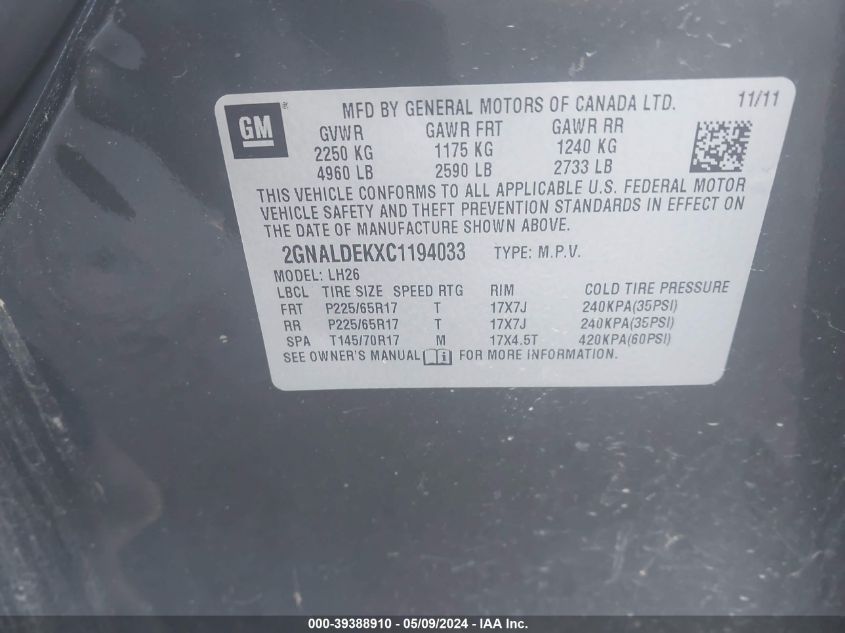 GM ®
MFD BY GENERAL MOTORS OF CANADA LTD. 11/11
GVWR GAWR FRT GAWR RR
2250 KG 1175 KG 1240 KG
4960 LB 2590 LB 2733 LB
THIS VEHICLE CONFORMS TO ALL APPLICABLE U.S. FEDERAL MOTOR
VEHICLE SAFETY AND THEFT PREVENTION STANDARDS IN EFFECT ON
THE DATE OF MANUFACTURE SHOWN ABOVE.
2GNALDEKXC1194033 TYPE: M.P.V.
MODEL: LH26
LBCL TIRE SIZE SPEED RTG RIM COLD TIRE PRESSURE
FRT P225/65R17 T 17X7J 240KPA(35PSI)
RR P225/65R17 T 17X7J 240KPA(35PSI)
SPA T145/70R17 M 17X4.5T 420KPA(60PSI)
SEE OWNER'S MANUAL FOR MORE INFORMATION.
000-39388910 - 05/09/2024 - IAA Inc.